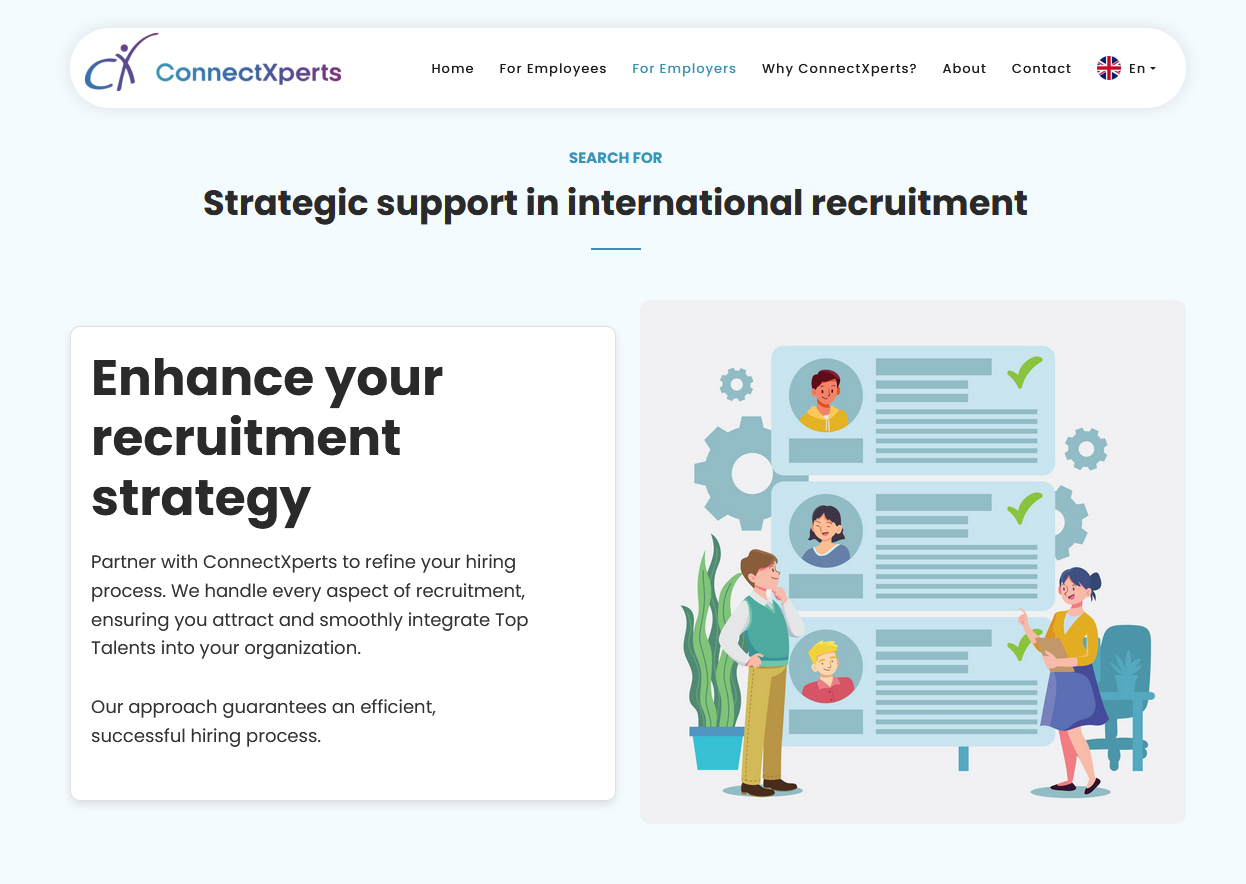 ConnectXperts
Home For Employees For Employers Why ConnectXperts? About Contact En
SEARCH FOR
Strategic support in international recruitment
Enhance your
recruitment
strategy
Partner with ConnectXperts to refine your hiring
process. We handle every aspect of recruitment,
ensuring you attract and smoothly integrate Top
Talents into your organization.
Our approach guarantees an efficient,
successful hiring process.